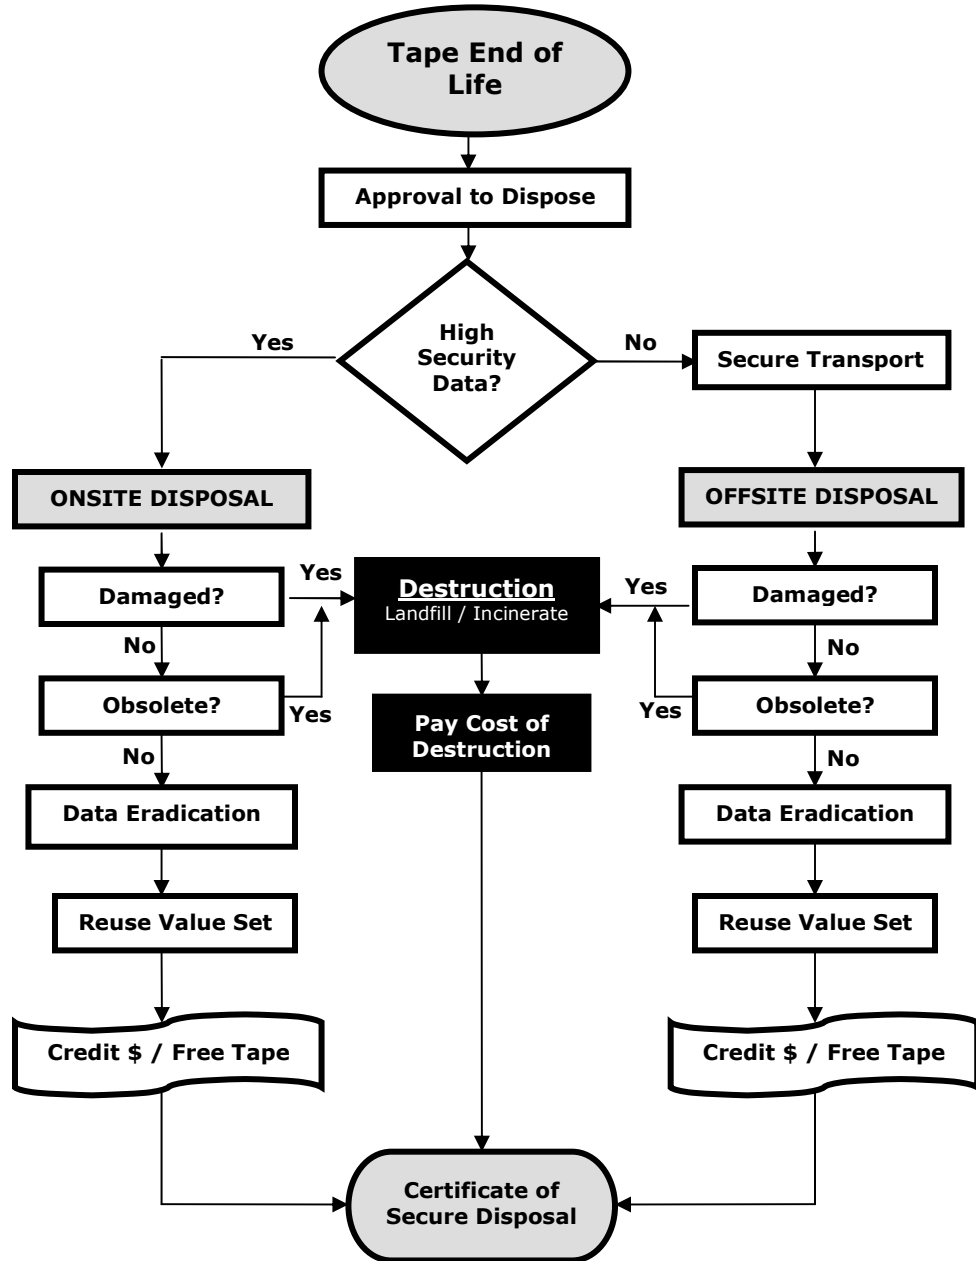 Tape End of
Life
Approval to Dispose
High
Security
Data?
Yes
No
Secure Transport
ONSITE DISPOSAL
OFFSITE DISPOSAL
Damaged?
Yes
Destruction
Landfill / Incinerate
Yes
Damaged?
No
No
Obsolete?
Yes
Pay Cost of
Destruction
Yes
Obsolete?
No
No
Data Eradication
Data Eradication
Reuse Value Set
Reuse Value Set
Credit $ / Free Tape
Credit $ / Free Tape
Certificate of
Secure Disposal